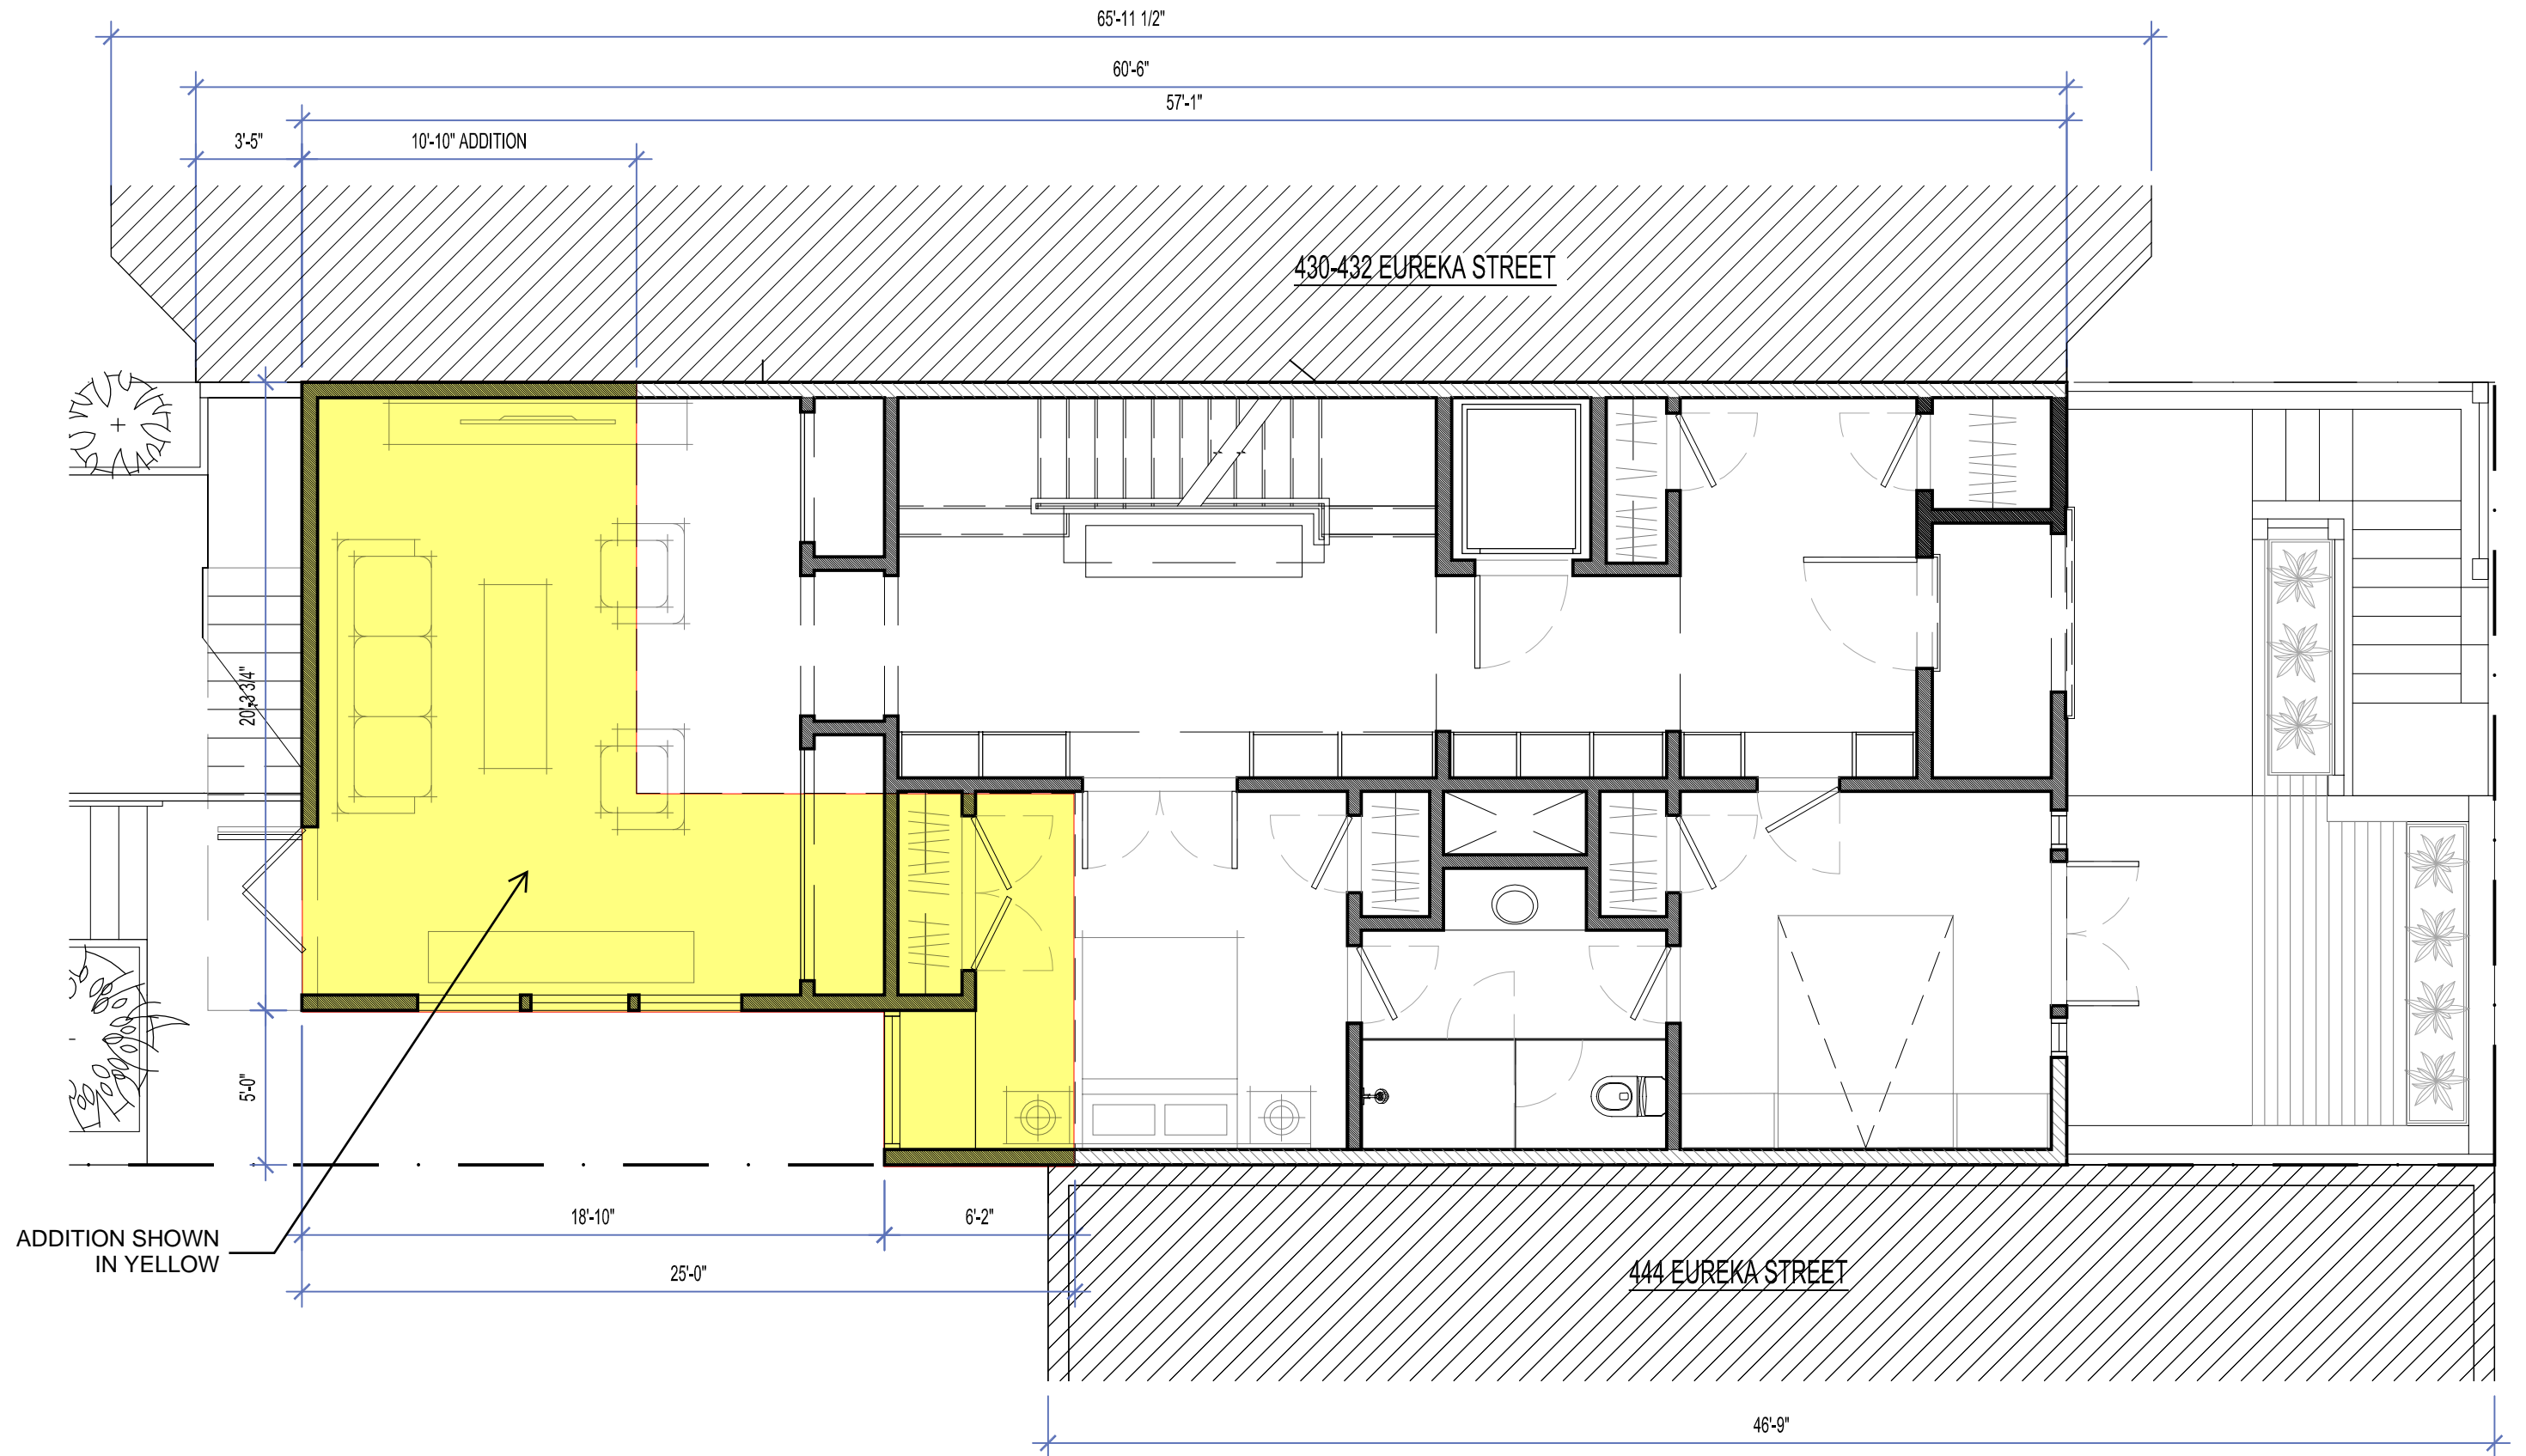 65'-11 1/2"
60'-6"
57'-1"
3'-5"
10'-10" ADDITION
430-432 EUREKA STREET
20'-3 3/4"
5'-0"
18'-10"
6'-2"
ADDITION SHOWN
IN YELLOW
25'-0"
444 EUREKA STREET
46'-9"